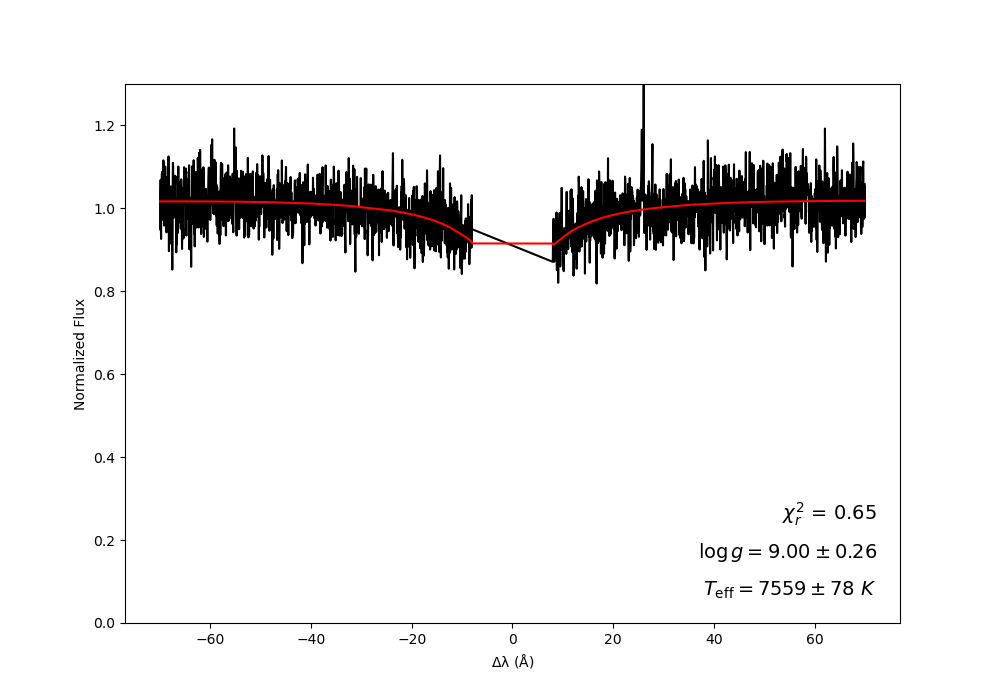 Normalized Flux
1.2
1.0
0.8
0.6
0.4
0.2
0.0
χ²ᵣ = 0.65
log g = 9.00 ± 0.26
T_eff = 7559 ± 78 K
−60 −40 −20 0 20 40 60
Δλ (Å)